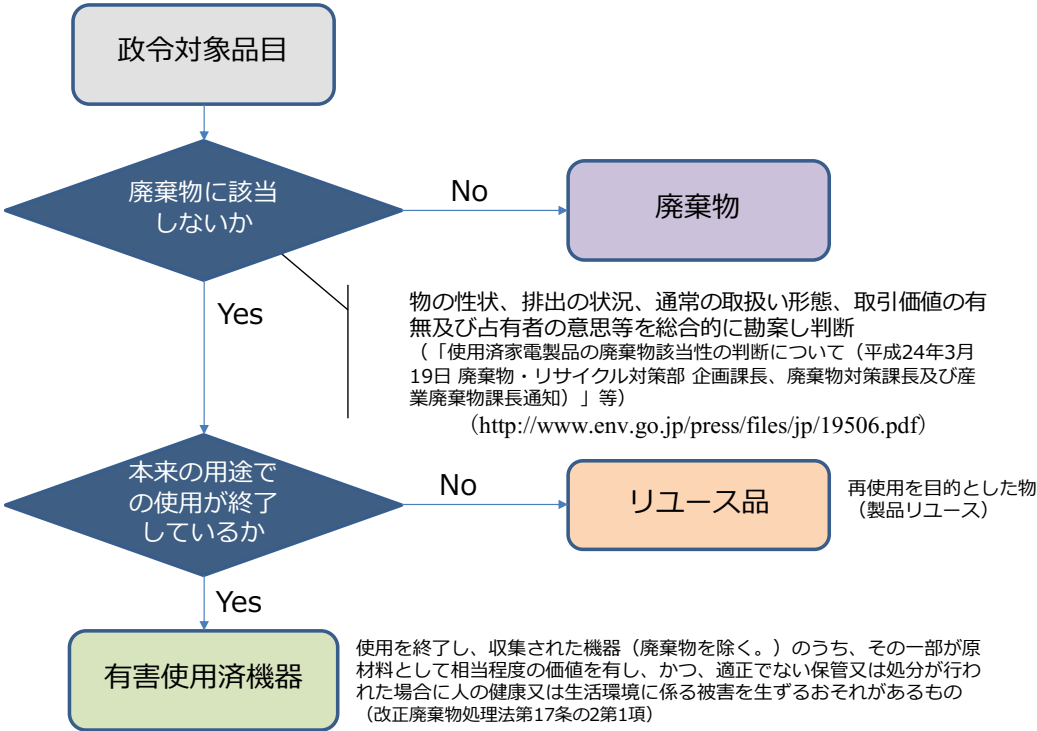 政令対象品目
廃棄物に該当
しないか
No
廃棄物
Yes
物の性状、排出の状況、通常の取扱い形態、取引価値の有
無及び占有者の意思等を総合的に勘案し判断
（「使用済家電製品の廃棄物該当性の判断について（平成24年3月
19日 廃棄物・リサイクル対策部 企画課長、廃棄物対策課長及び産
業廃棄物課長通知）」等）
（http://www.env.go.jp/press/files/jp/19506.pdf）
本来の用途で
の使用が終了
しているか
No
リユース品
再使用を目的とした物
（製品リユース）
Yes
有害使用済機器
使用を終了し、収集された機器（廃棄物を除く。）のうち、その一部が原
材料として相当程度の価値を有し、かつ、適正でない保管又は処分が行わ
れた場合に人の健康又は生活環境に係る被害を生ずるおそれがあるもの
（改正廃棄物処理法第17条の2第1項）